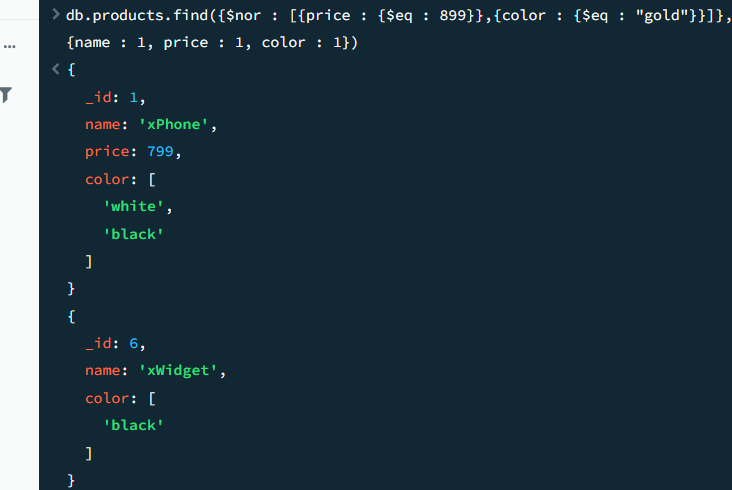 > db.products.find({$nor : [{price : {$eq : 899}},{color : {$eq : "gold"}}]},
{name : 1, price : 1, color : 1})
< {
_id: 1,
name: 'xPhone',
price: 799,
color: [
'white',
'black'
]
}
{
_id: 6,
name: 'xWidget',
color: [
'black'
]
}